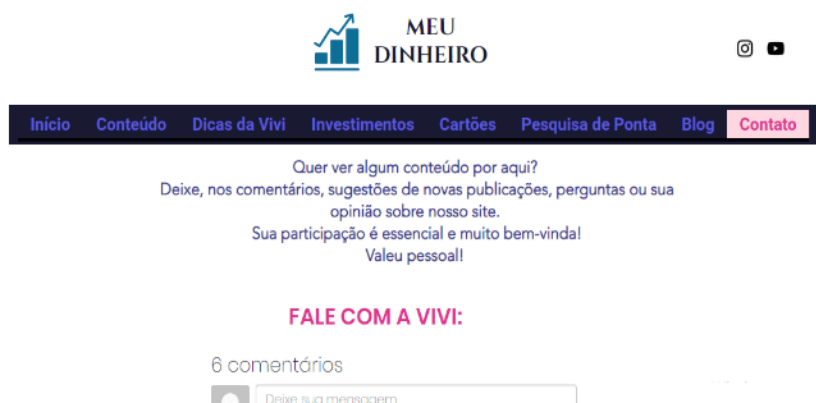 MEU
DINHEIRO
Início Conteúdo Dicas da Vivi Investimentos Cartões Pesquisa de Ponta Blog Contato
Quer ver algum conteúdo por aqui?
Deixe, nos comentários, sugestões de novas publicações, perguntas ou sua
opinião sobre nosso site.
Sua participação é essencial e muito bem-vinda!
Valeu pessoal!
FALE COM A VIVI:
6 comentários
Deixe sua mensagem